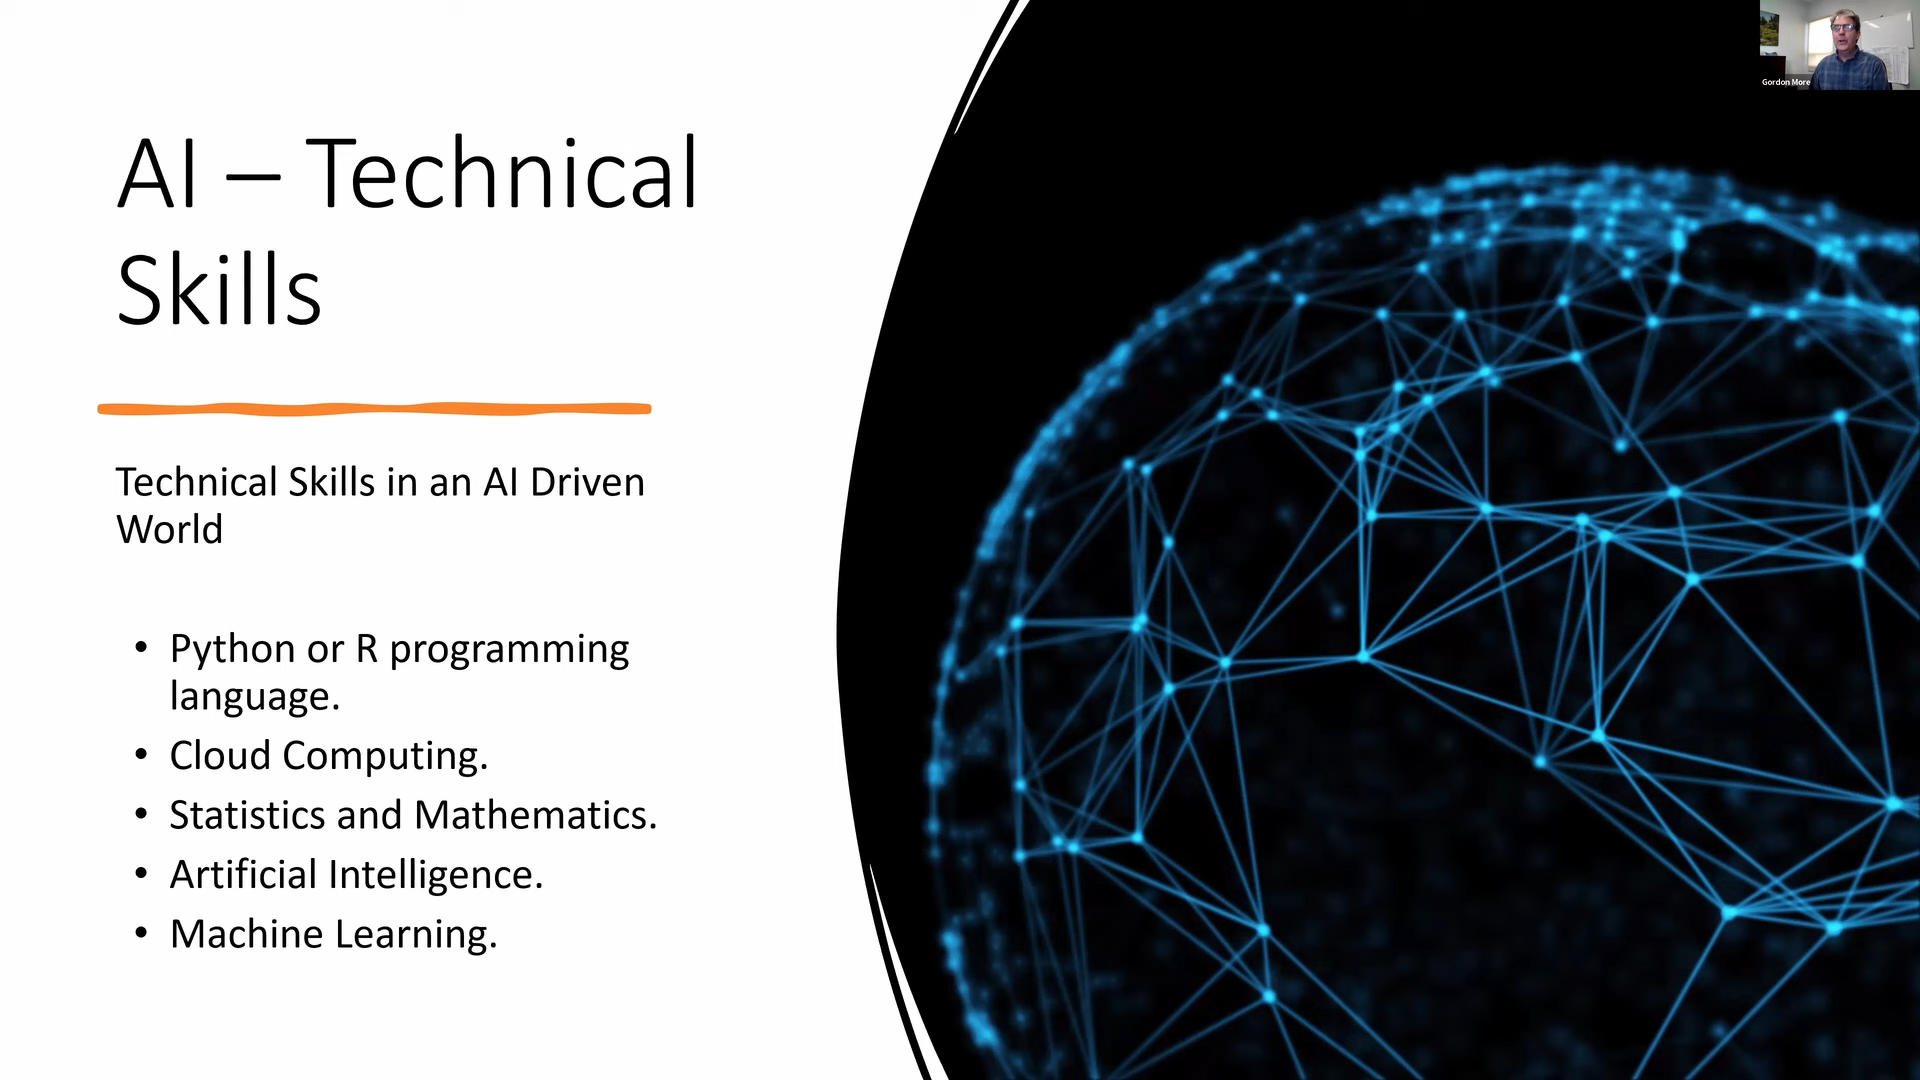 AI – Technical
Skills
Technical Skills in an AI Driven
World
• Python or R programming
language.
• Cloud Computing.
• Statistics and Mathematics.
• Artificial Intelligence.
• Machine Learning.
Gordon More